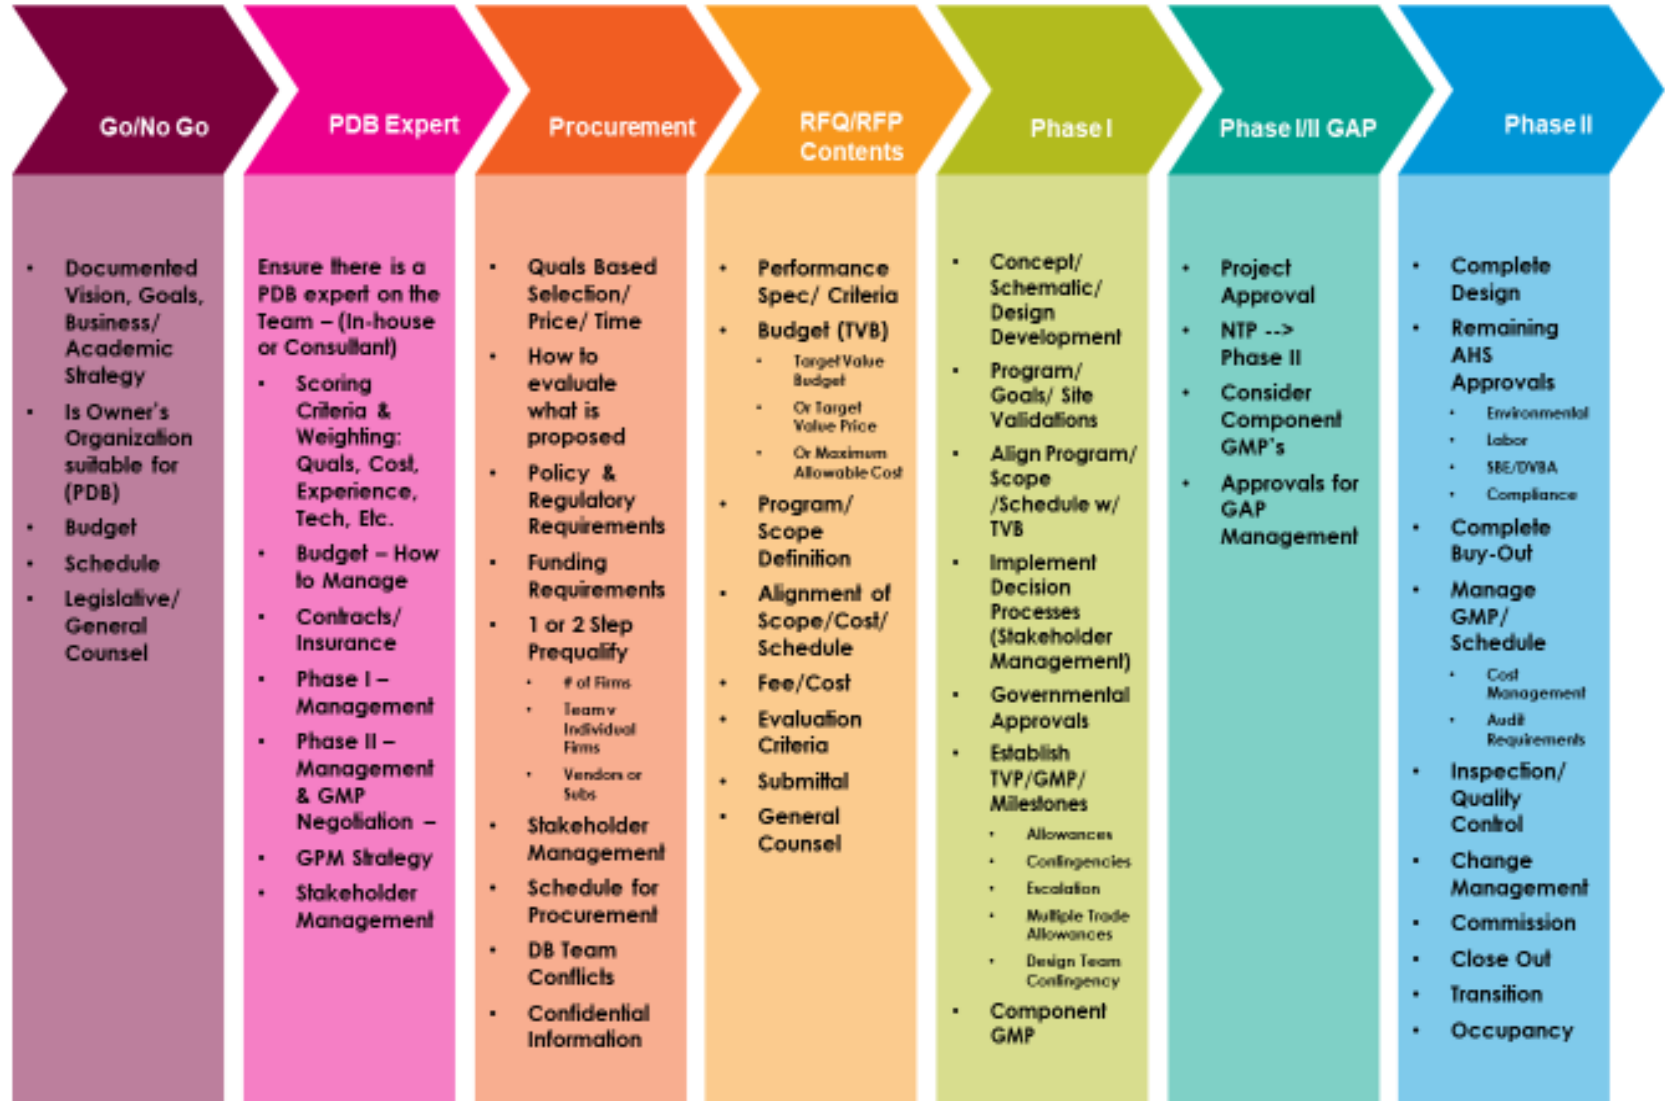 Go/No Go
Documented
Vision, Goals,
Business/
Academic
Strategy
Is Owner's
Organization
suitable for
(PDB)
Budget
Schedule
Legislative/
General
Counsel
PDB Expert
Ensure there is a
PDB expert on the
Team – (In-house
or Consultant)
Scoring
Criteria &
Weighting:
Quals, Cost,
Experience,
Tech, Etc.
Budget – How
to Manage
Contracts/
Insurance
Phase I –
Management
Phase II –
Management
& GMP
Negotiation –
GPM Strategy
Stakeholder
Management
Procurement
Quals Based
Selection/
Price/ Time
How to
evaluate
what is
proposed
Policy &
Regulatory
Requirements
Funding
Requirements
1 or 2 Step
Prequalify
# of Firms
Team v
Individual
Firms
Vendors or
Subs
Stakeholder
Management
Schedule for
Procurement
DB Team
Conflicts
Confidential
Information
RFQ/RFP
Contents
Performance
Spec/ Criteria
Budget (TVB)
Target Value
Budget
Or Target
Value Price
Or Maximum
Allowable Cost
Program/
Scope
Definition
Alignment of
Scope/Cost/
Schedule
Fee/Cost
Evaluation
Criteria
Submittal
General
Counsel
Phase I
Concept/
Schematic/
Design
Development
Program/
Goals/ Site
Validations
Align Program/
Scope
/Schedule w/
TVB
Implement
Decision
Processes
(Stakeholder
Management)
Governmental
Approvals
Establish
TVP/GMP/
Milestones
Allowances
Contingencies
Escalation
Multiple Trade
Allowances
Design Team
Contingency
Component
GMP
Phase I/II GAP
Project
Approval
NTP -->
Phase II
Consider
Component
GMP's
Approvals for
GAP
Management
Phase II
Complete
Design
Remaining
AHS
Approvals
Environmental
Labor
SBE/DVBA
Compliance
Complete
Buy-Out
Manage
GMP/
Schedule
Cost
Management
Audit
Requirements
Inspection/
Quality
Control
Change
Management
Commission
Close Out
Transition
Occupancy